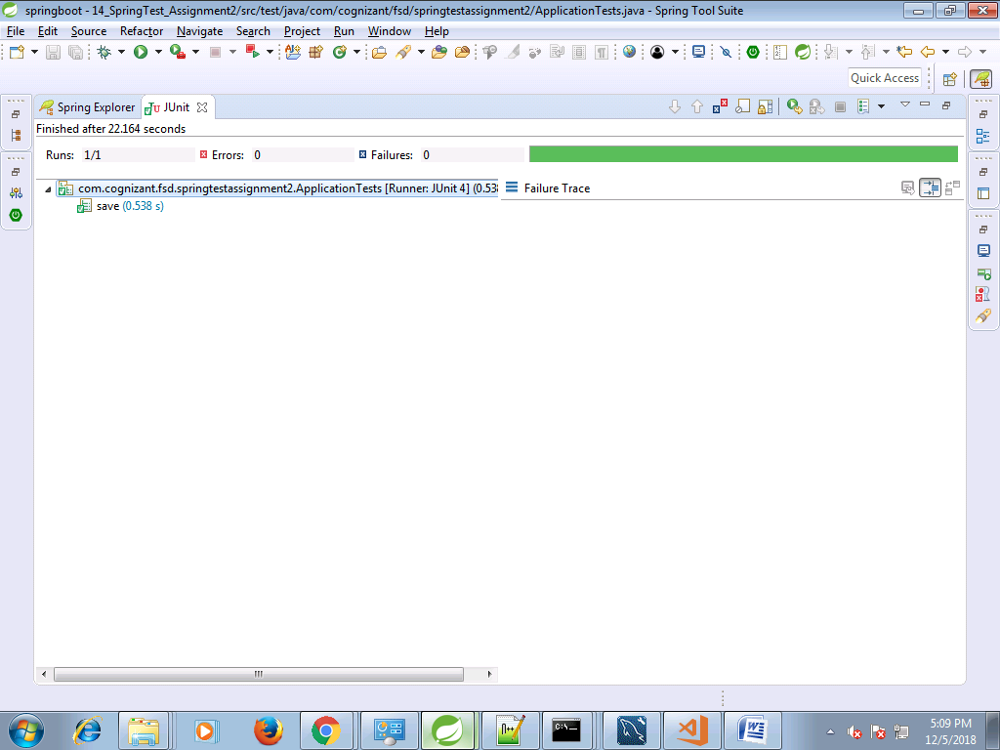 springboot - 14_SpringTest_Assignment2/src/test/java/com/cognizant/fsd/springtestassignment2/ApplicationTests.java - Spring Tool Suite
File Edit Source Refactor Navigate Search Project Run Window Help
Quick Access
Spring Explorer JUnit
Finished after 22.164 seconds
Runs: 1/1 Errors: 0 Failures: 0
com.cognizant.fsd.springtestassignment2.ApplicationTests [Runner: JUnit 4] (0.53 Failure Trace
save (0.538 s)
5:09 PM
12/5/2018